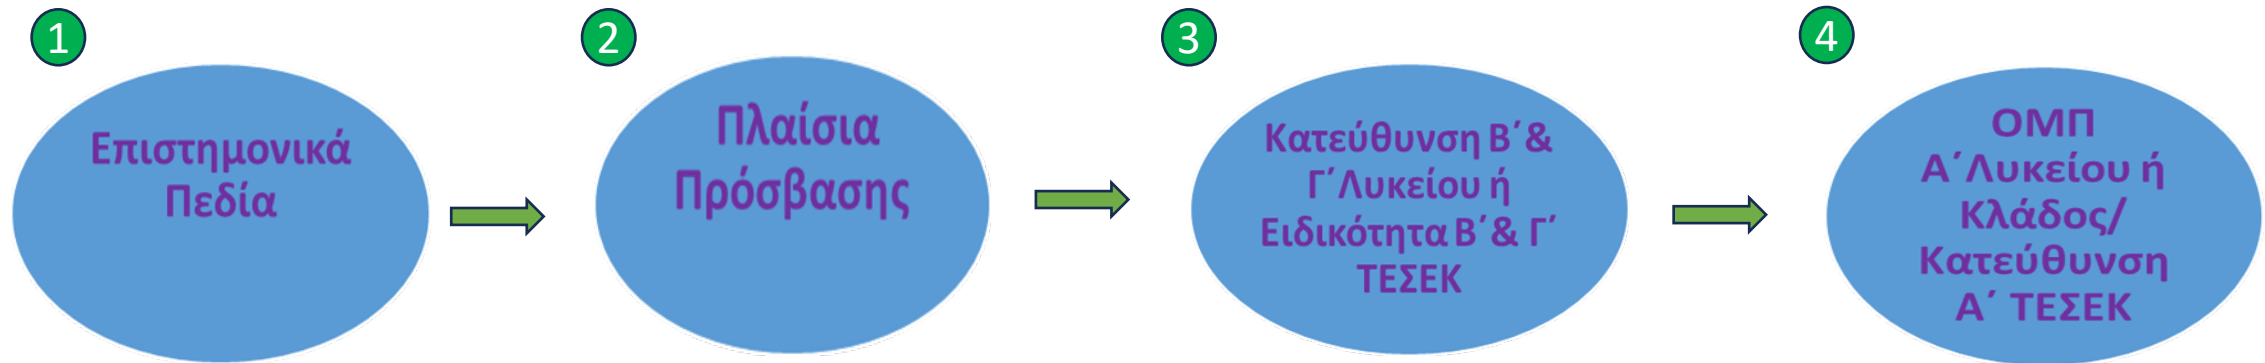 1
Επιστημονικά
Πεδία
2
Πλαίσια
Πρόσβασης
3
Κατεύθυνση Β΄&
Γ΄Λυκείου ή
Ειδικότητα Β΄& Γ΄
ΤΕΣΕΚ
4
ΟΜΠ
Α΄Λυκείου ή
Κλάδος/
Κατεύθυνση
Α΄ ΤΕΣΕΚ